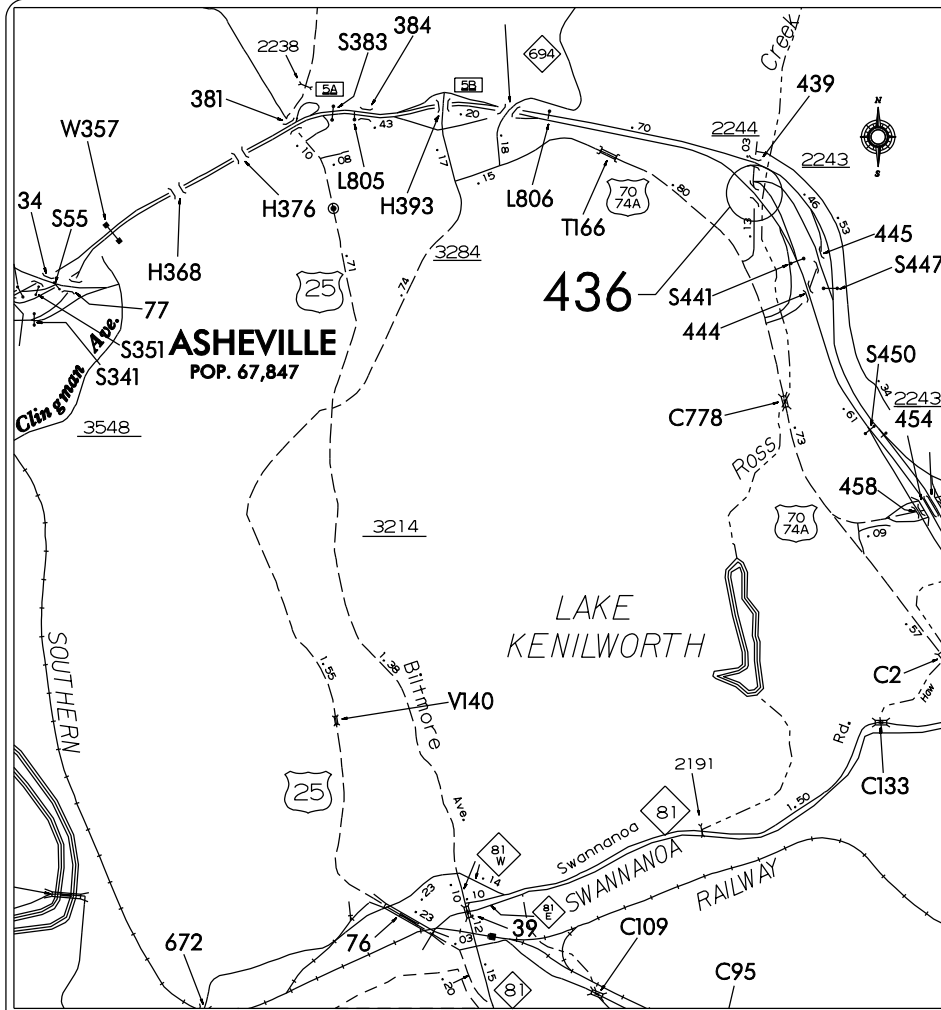 2238
S383
384
694
Creek
5A
5B
381
439
N
S
W357
.43
.20
.70
2244
.03
2243
.10
.08
L805
.17
.18
H393
L806
.15
T166
70
74A
.80
.46
.53
34
S55
H376
H368
.13
445
3284
.71
25
.74
436
S441
S447
444
77
Clingman Ave.
S351
ASHEVILLE
POP. 67,847
S341
S450
.34
2243
C778
.61
454
3548
.73
Ross
458
70
74A
.09
3214
LAKE
KENILWORTH
.57
SOUTHERN
1.55
1.38
Biltmore
Ave.
V140
C2
How
Rd.
2191
C133
25
81
1.50
Swannanoa
81
W
.14
SWANNANOA
RAILWAY
.23
.10
.10
81
E
.23
.12
39
76
.03
672
C109
.15
.20
81
C95